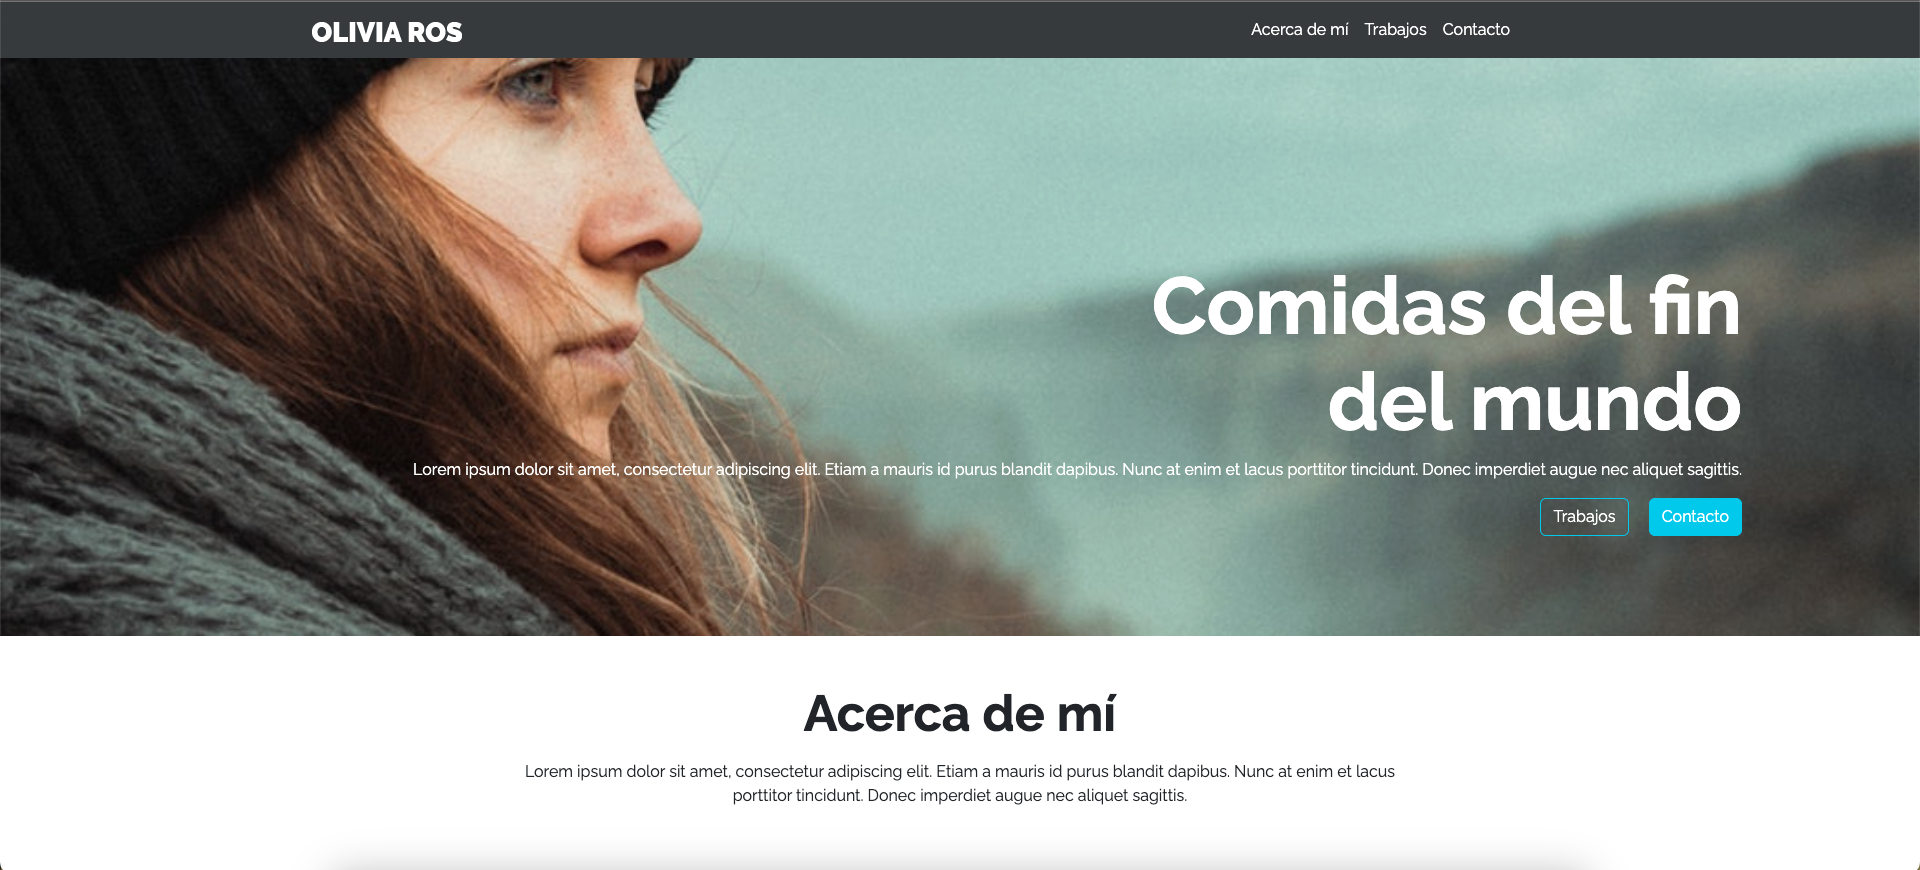 OLIVIA ROS
Acerca de mí Trabajos Contacto
Comidas del fin
del mundo
Lorem ipsum dolor sit amet, consectetur adipiscing elit. Etiam a mauris id purus blandit dapibus. Nunc at enim et lacus porttitor tincidunt. Donec imperdiet augue nec aliquet sagittis.
Trabajos Contacto
Acerca de mí
Lorem ipsum dolor sit amet, consectetur adipiscing elit. Etiam a mauris id purus blandit dapibus. Nunc at enim et lacus
porttitor tincidunt. Donec imperdiet augue nec aliquet sagittis.